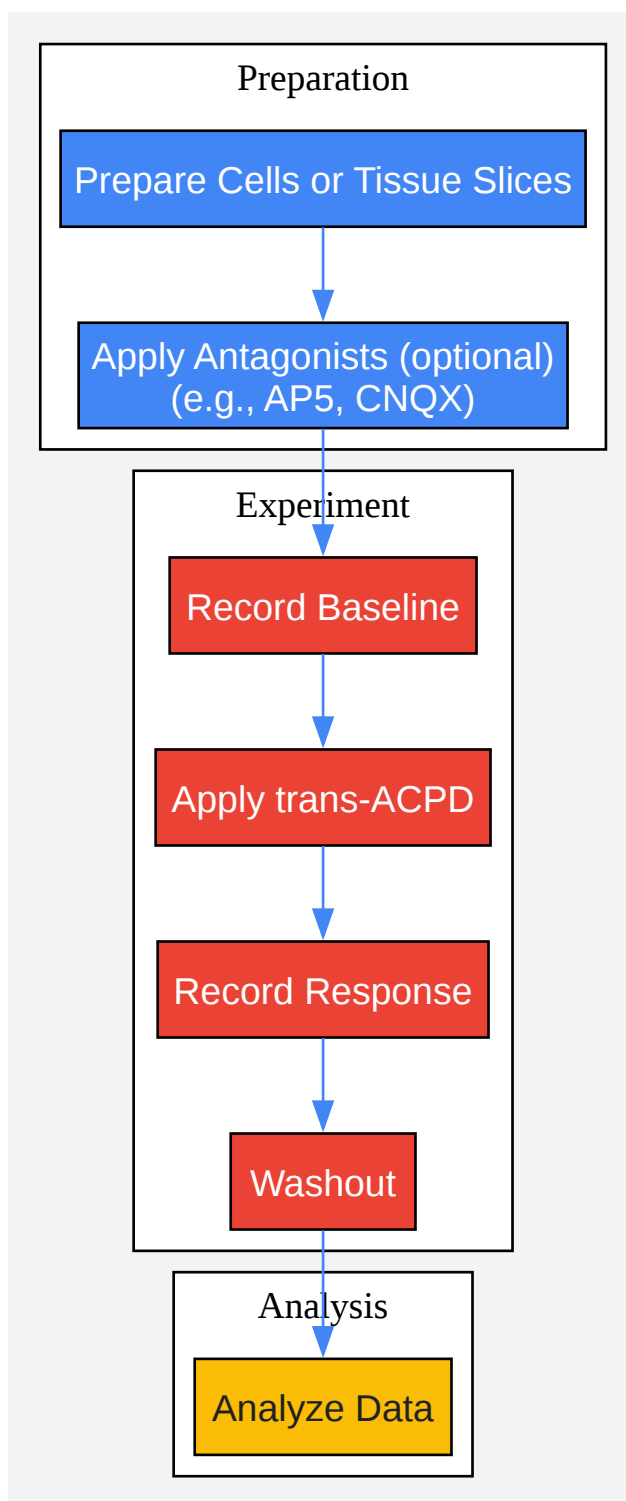 Preparation
Prepare Cells or Tissue Slices
Apply Antagonists (optional)
(e.g., AP5, CNQX)
Experiment
Record Baseline
Apply trans-ACPD
Record Response
Washout
Analysis
Analyze Data